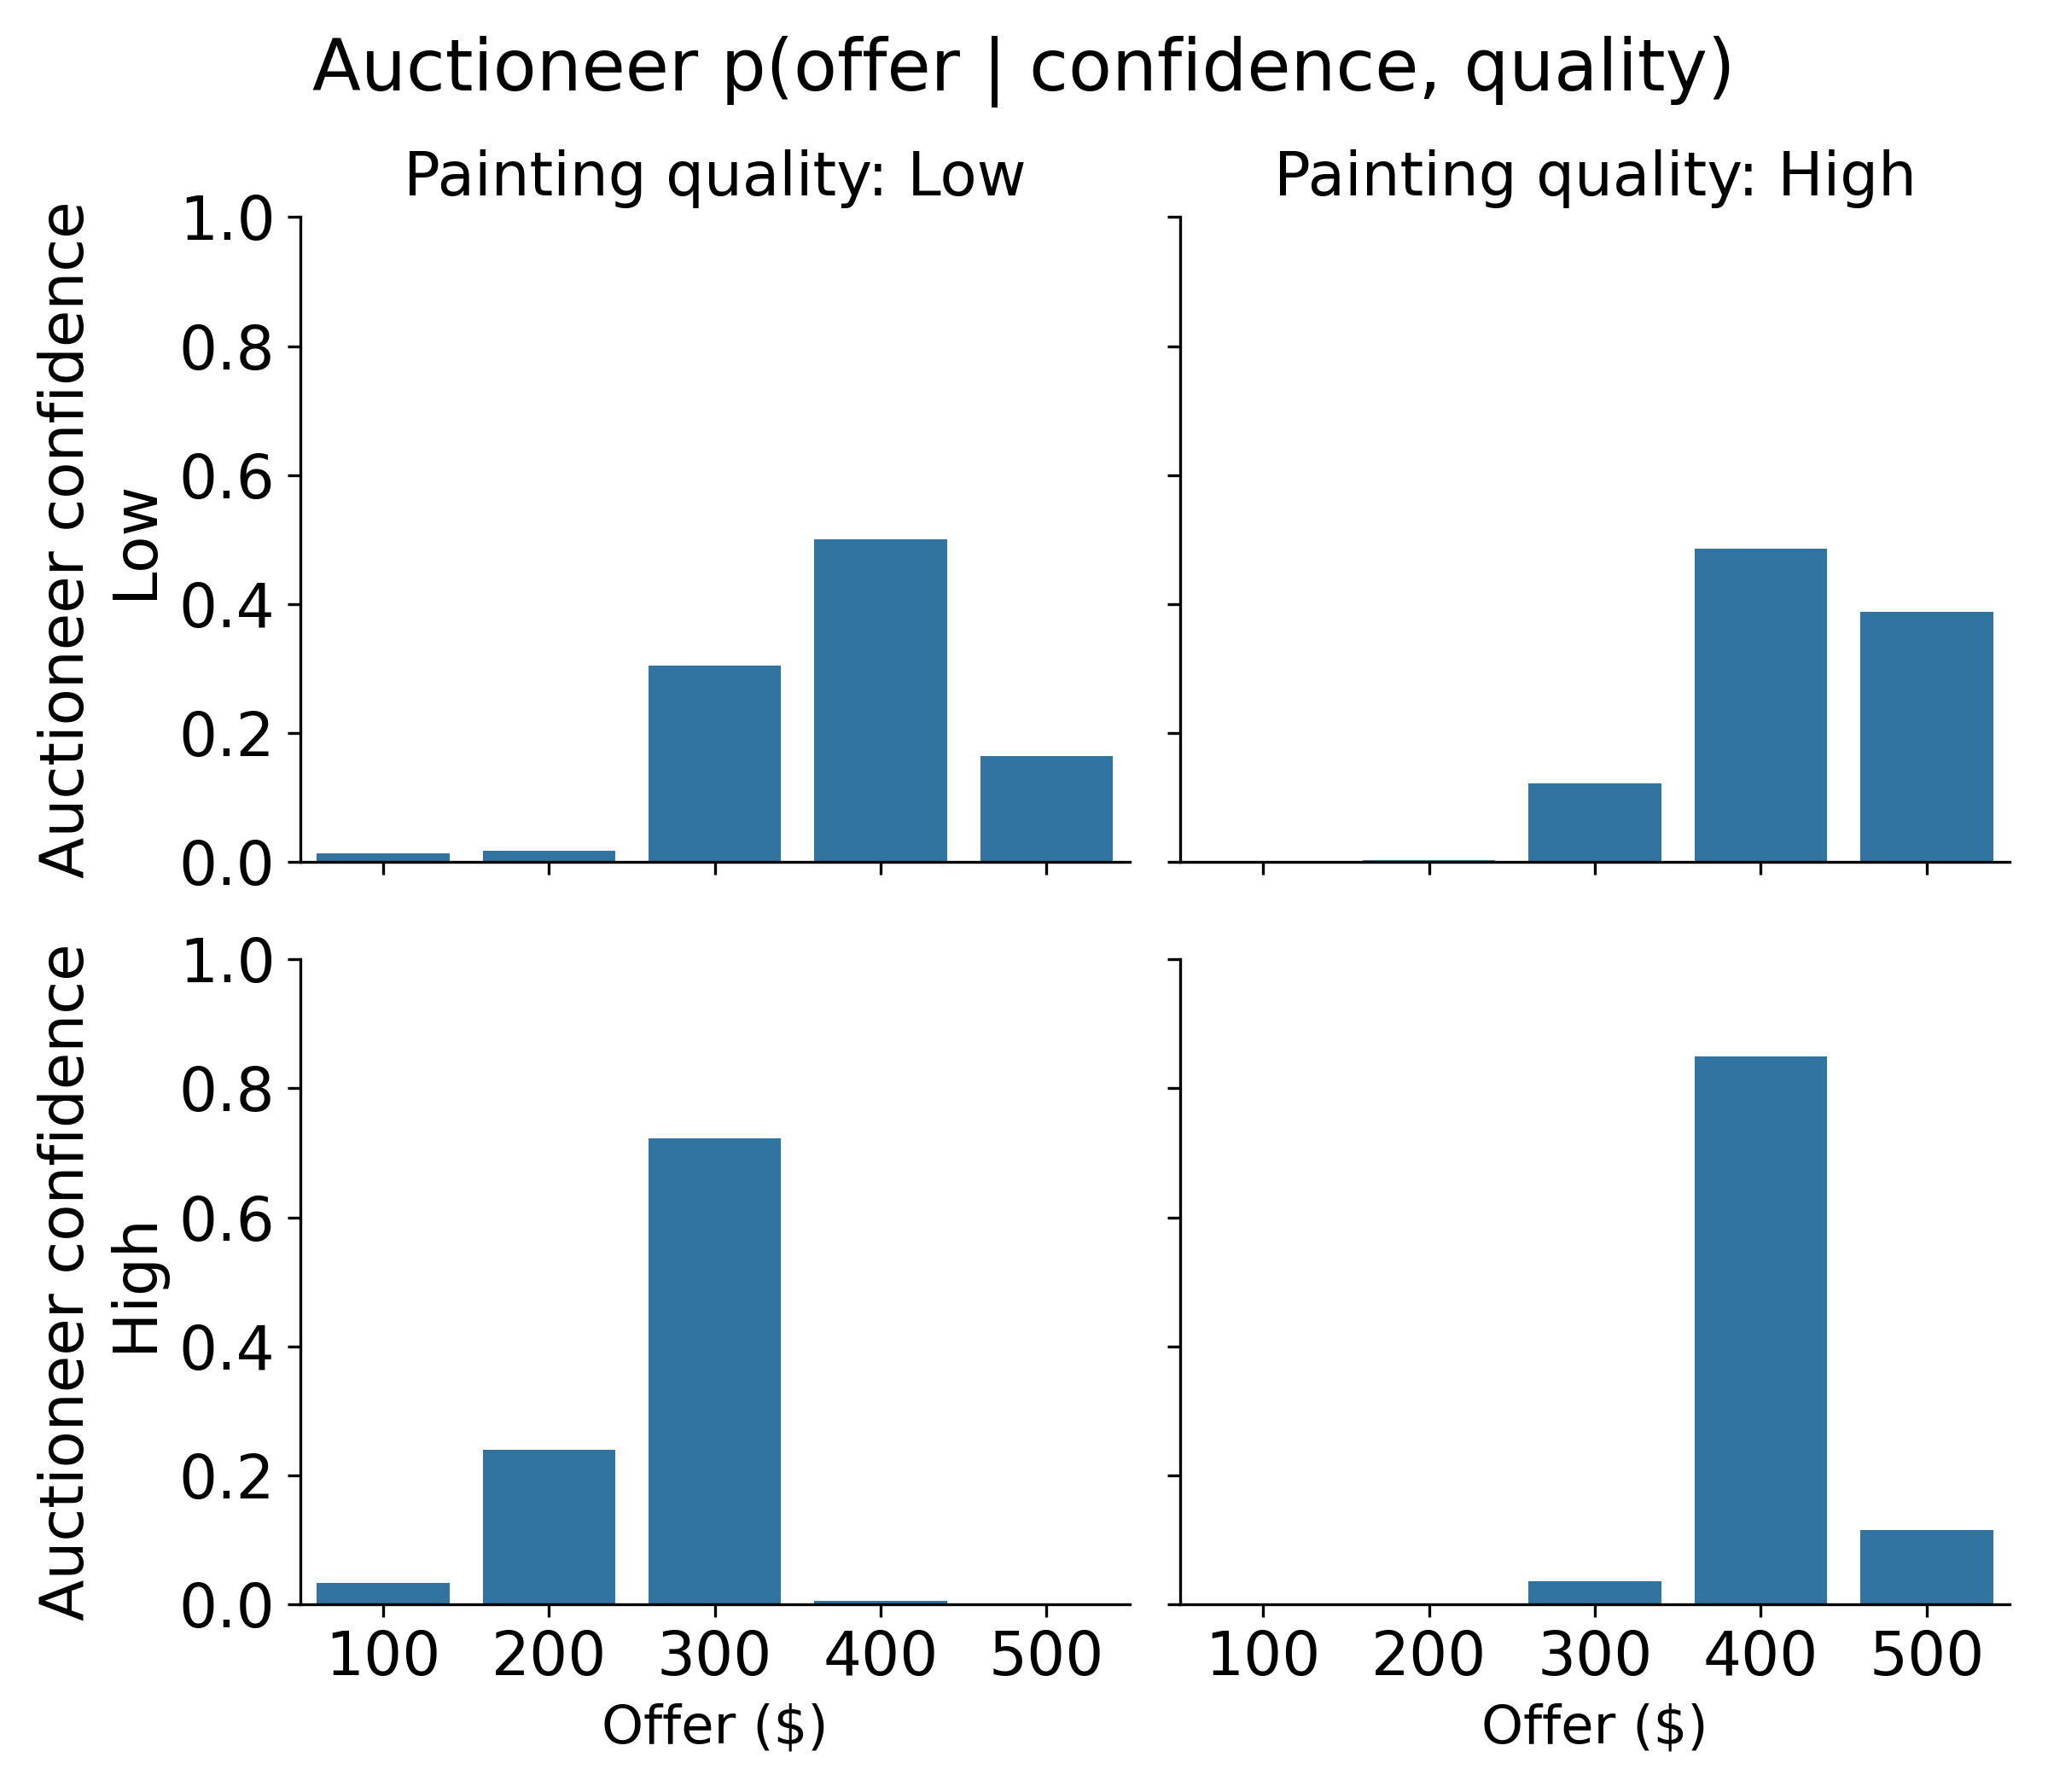 Auctioneer p(offer | confidence, quality)
Painting quality: Low
Painting quality: High
Auctioneer confidence
Low
1.0
0.8
0.6
0.4
0.2
0.0
Auctioneer confidence
High
1.0
0.8
0.6
0.4
0.2
0.0
100 200 300 400 500
100 200 300 400 500
Offer ($)
Offer ($)